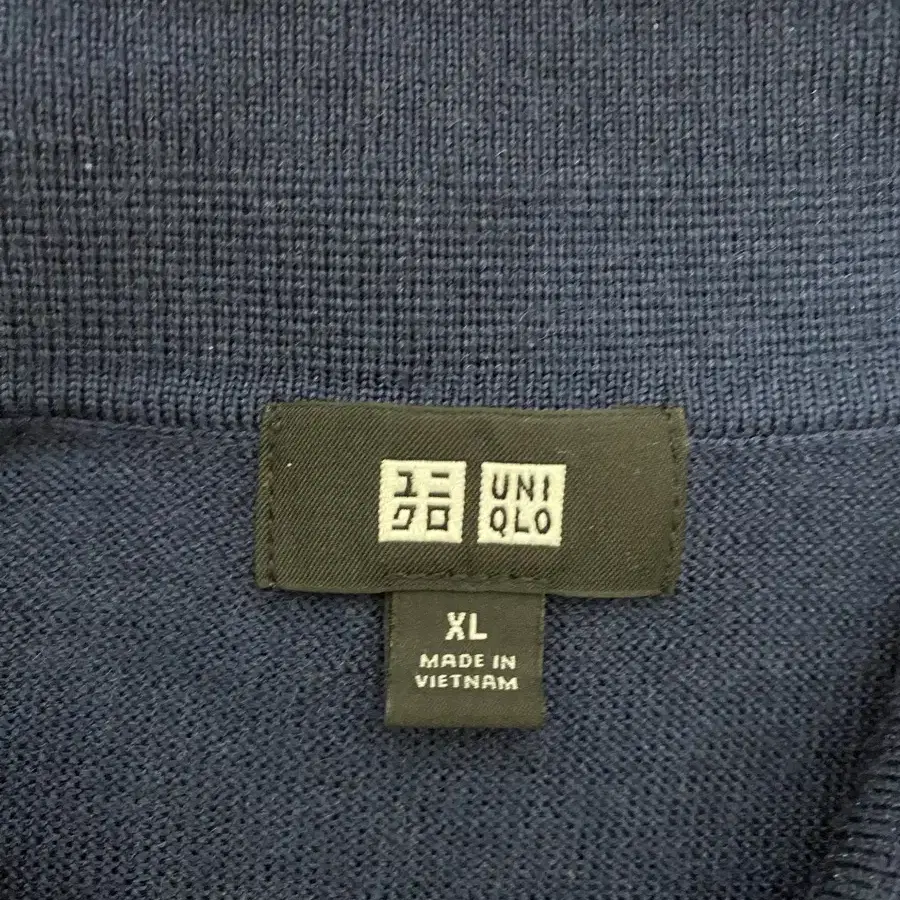 ユニ
クロ
UNI
QLO
XL
MADE IN
VIETNAM